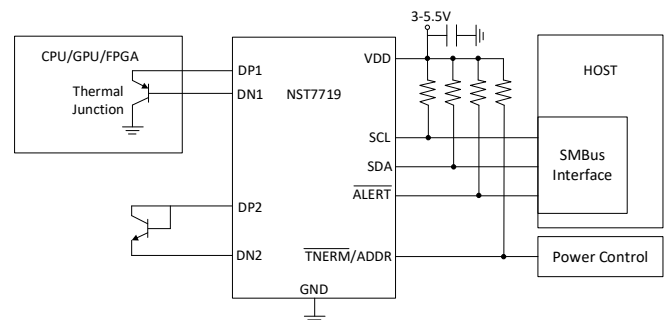 3-5.5V
CPU/GPU/FPGA
Thermal
Junction
DP1
DN1
NST7719
VDD
SCL
SDA
ALERT
DP2
DN2
TNERM/ADDR
GND
HOST
SMBus
Interface
Power Control